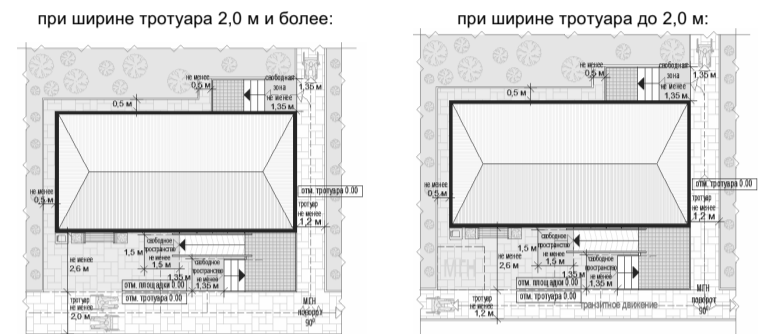 при ширине тротуара 2,0 м и более:
не менее
0,5 м
свободная
зона
не менее
1,35 м
1,35 м
0,5 м
не менее
0,5 м
отм. тротуара 0.00
тротуар
не менее
1,2 м
не менее
2,6 м
1,5 м
свободное
пространство
не менее
1,5 м
1,35
свободное
пространство
не менее
1,35 м
отм. площадки 0.00
отм. тротуара 0.00
тротуар
не менее
2,0 м
МГН
поворот
90°
при ширине тротуара до 2,0 м:
не менее
0,5 м
свободная
зона
не менее
1,35 м
1,35 м
0,5 м
не менее
0,5 м
отм. тротуара 0.00
тротуар
не менее
1,2 м
МГН
не менее
2,6 м
1,5 м
свободное
пространство
не менее
1,5 м
1,35
свободное
пространство
не менее
1,35 м
отм. площадки 0.00
отм. тротуара 0.00
тротуар
не менее
1,2 м
транзитное движение
МГН
поворот
90°